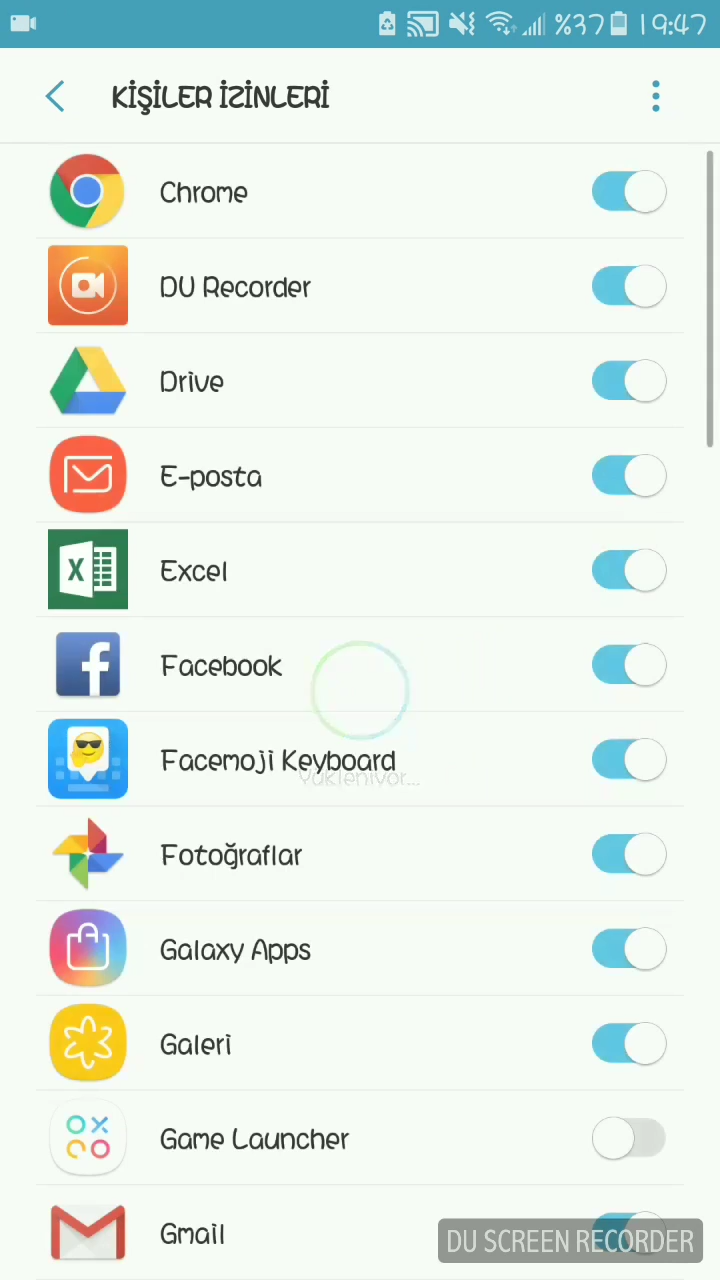 %37 19:47
KİŞİLER İZİNLERİ
Chrome
DU Recorder
Drive
E-posta
Excel
Facebook
Facemoji Keyboard
Yükleniyor...
Fotoğraflar
Galaxy Apps
Galeri
Game Launcher
Gmail
DU SCREEN RECORDER